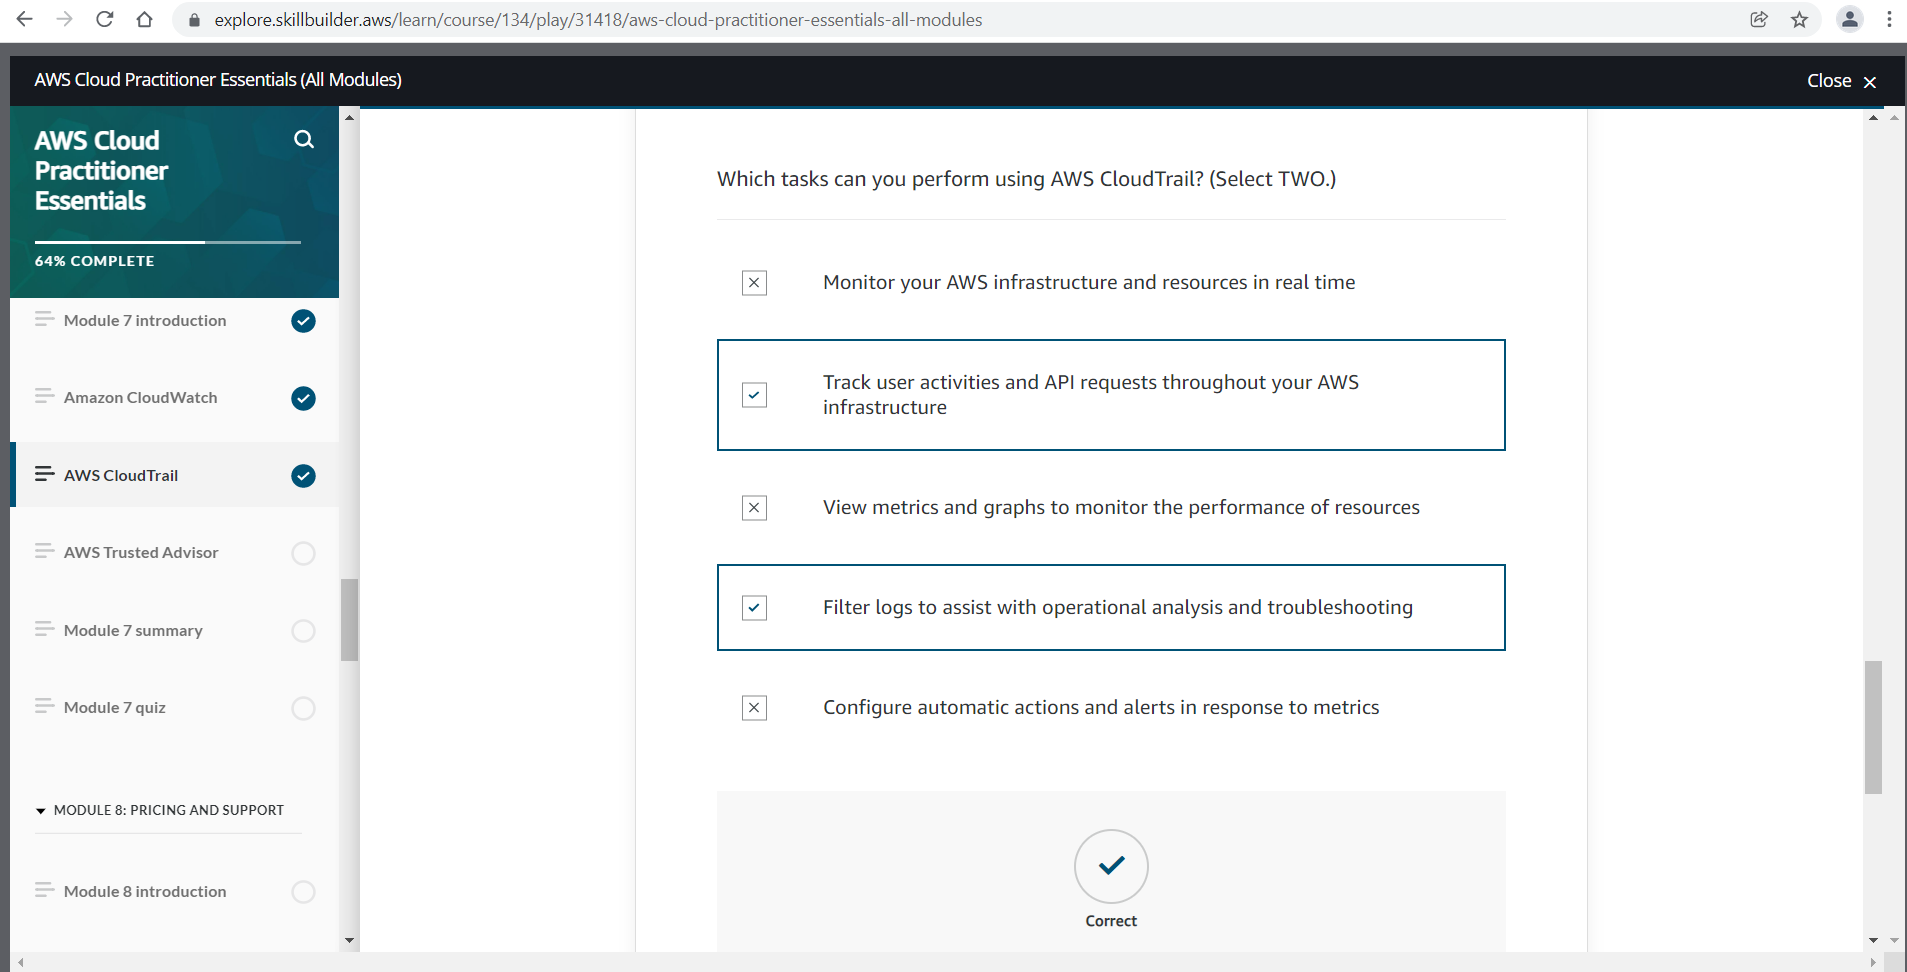 explore.skillbuilder.aws/learn/course/134/play/31418/aws-cloud-practitioner-essentials-all-modules
AWS Cloud Practitioner Essentials (All Modules)
Close
AWS Cloud
Practitioner
Essentials
64% COMPLETE
Module 7 introduction
Amazon CloudWatch
AWS CloudTrail
AWS Trusted Advisor
Module 7 summary
Module 7 quiz
MODULE 8: PRICING AND SUPPORT
Module 8 introduction
Which tasks can you perform using AWS CloudTrail? (Select TWO.)
Monitor your AWS infrastructure and resources in real time
Track user activities and API requests throughout your AWS
infrastructure
View metrics and graphs to monitor the performance of resources
Filter logs to assist with operational analysis and troubleshooting
Configure automatic actions and alerts in response to metrics
Correct